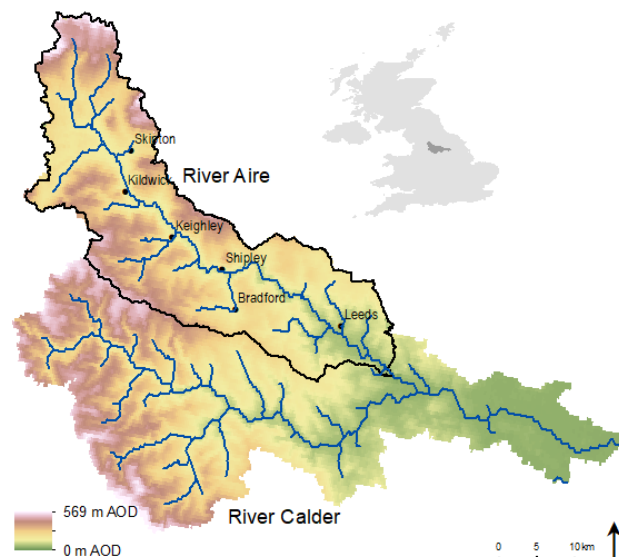 Skipton
River Aire
Kildwick
Keighley
Shipley
Bradford
Leeds
River Calder
569 m AOD
0 m AOD
0 5 10 km